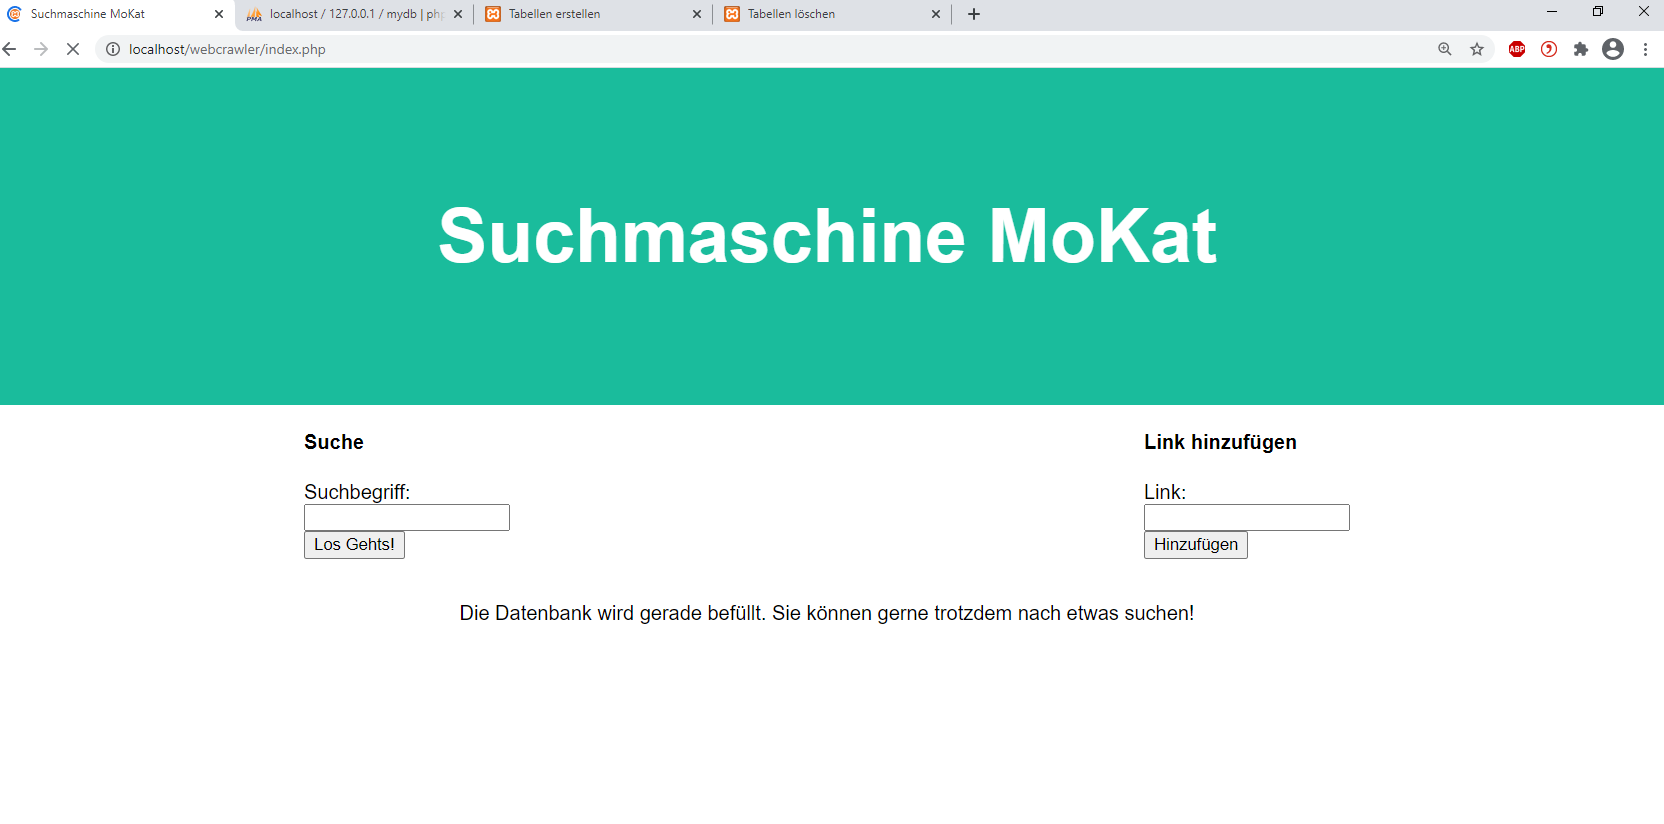 Suchmaschine MoKat
localhost / 127.0.0.1 / mydb | php
Tabellen erstellen
Tabellen löschen
localhost/webcrawler/index.php
ABP
Suchmaschine MoKat
Suche
Link hinzufügen
Suchbegriff:
Link:
Los Gehts!
Hinzufügen
Die Datenbank wird gerade befüllt. Sie können gerne trotzdem nach etwas suchen!